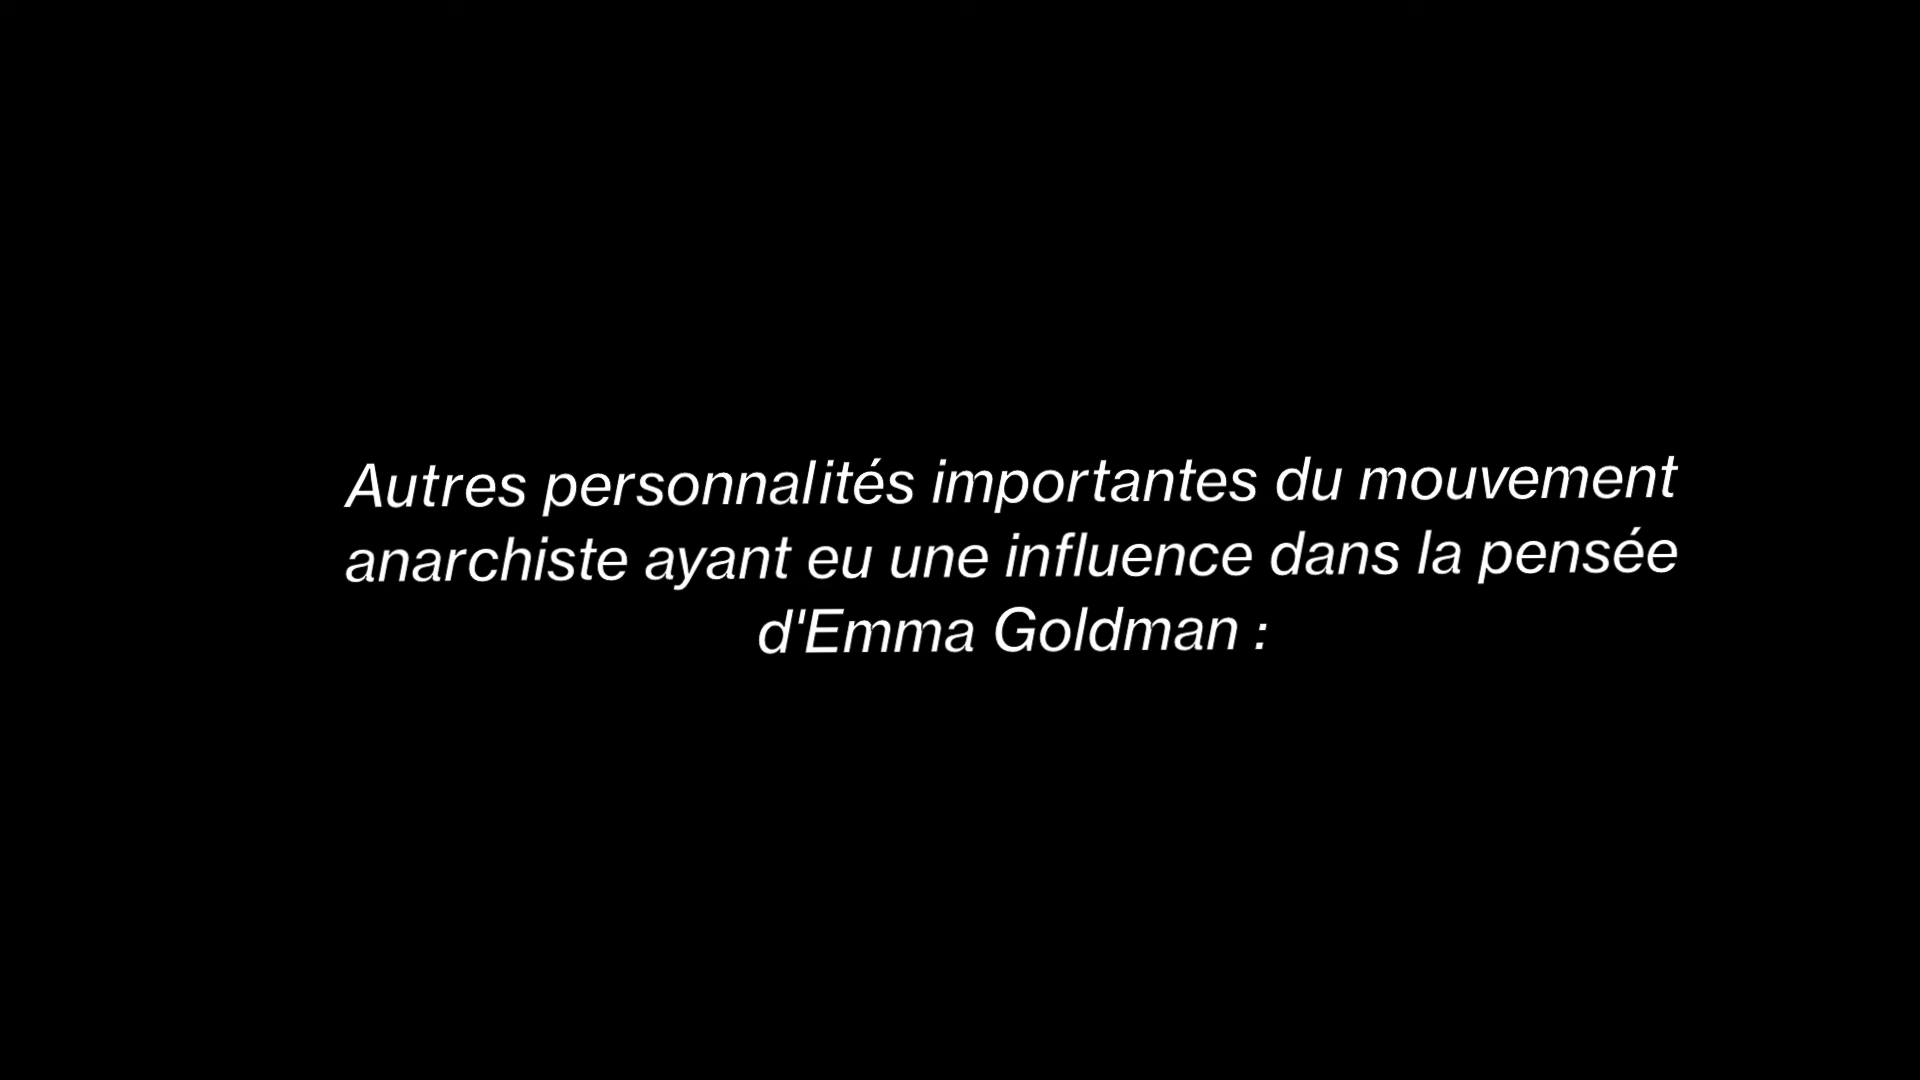 Autres personnalités importantes du mouvement
anarchiste ayant eu une influence dans la pensée
d'Emma Goldman :